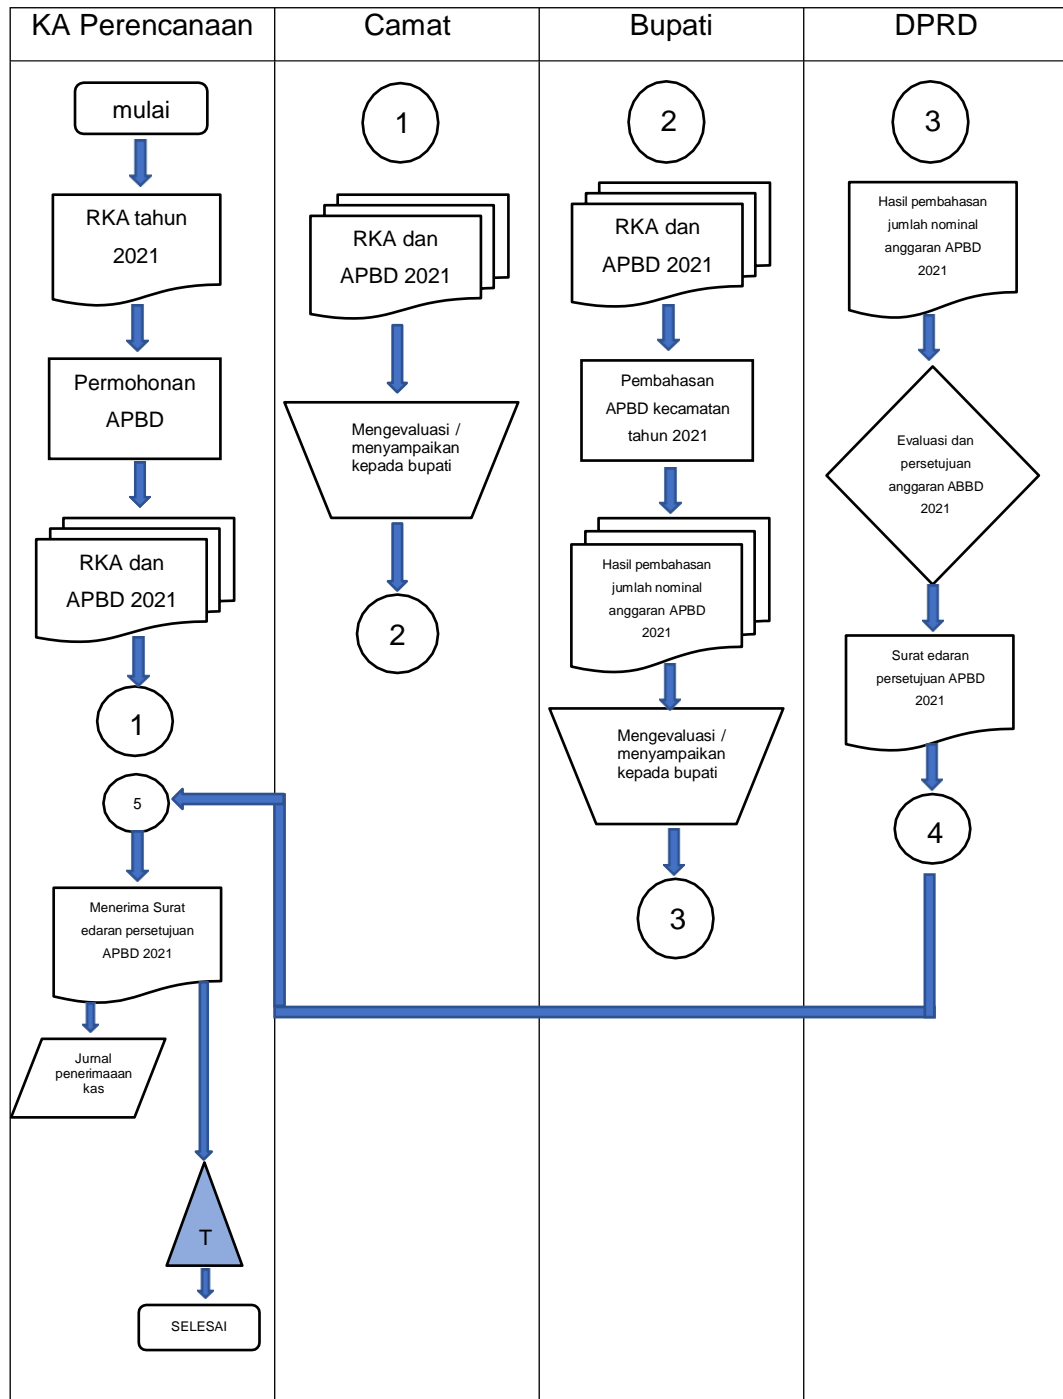 KA Perencanaan
Camat
Bupati
DPRD
mulai
RKA tahun
2021
Permohonan
APBD
RKA dan
APBD 2021
1
5
Menerima Surat
edaran persetujuan
APBD 2021
Jurnal
penerimaaan
kas
T
SELESAI
1
RKA dan
APBD 2021
Mengevaluasi /
menyampaikan
kepada bupati
2
2
RKA dan
APBD 2021
Pembahasan
APBD kecamatan
tahun 2021
Hasil pembahasan
jumlah nominal
anggaran APBD
2021
Mengevaluasi /
menyampaikan
kepada bupati
3
3
Hasil pembahasan
jumlah nominal
anggaran APBD
2021
Evaluasi dan
persetujuan
anggaran ABBD
2021
Surat edaran
persetujuan APBD
2021
4